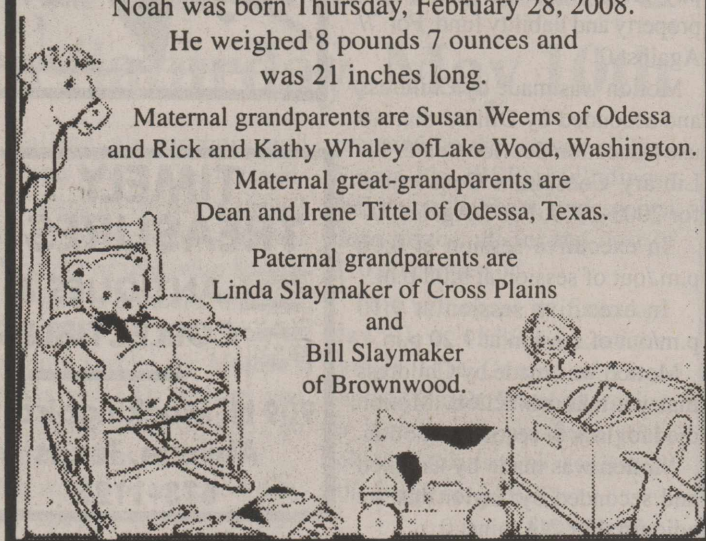 Noah was born Thursday, February 28, 2008.
He weighed 8 pounds 7 ounces and
was 21 inches long.
Maternal grandparents are Susan Weems of Odessa
and Rick and Kathy Whaley ofLake Wood, Washington.
Maternal great-grandparents are
Dean and Irene Tittel of Odessa, Texas.
Paternal grandparents are
Linda Slaymaker of Cross Plains
and
Bill Slaymaker
of Brownwood.